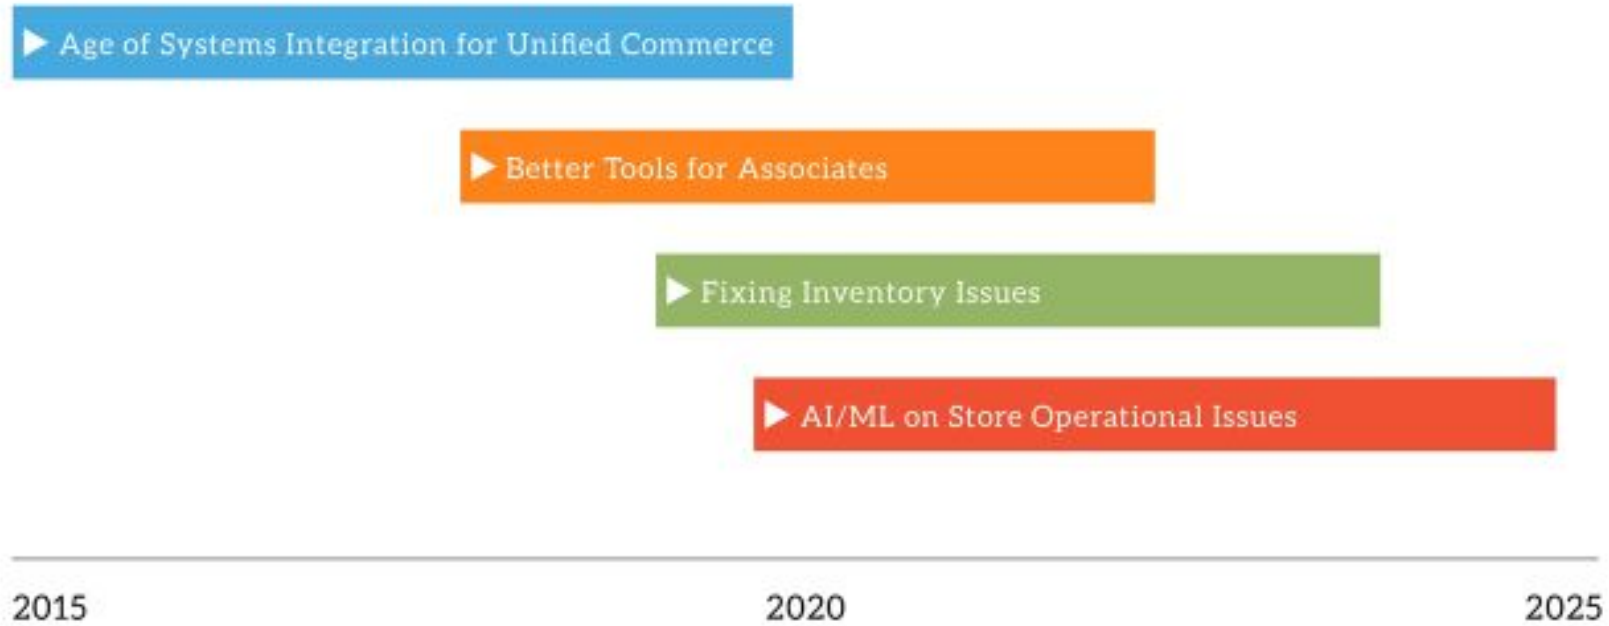 Age of Systems Integration for Unified Commerce
Better Tools for Associates
Fixing Inventory Issues
AI/ML on Store Operational Issues
2015 2020 2025